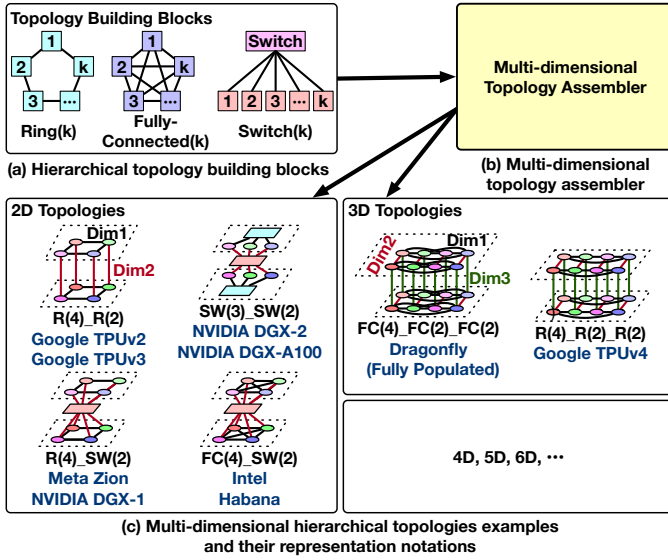 Topology Building Blocks
1
2
k
3
...
Ring(k)
1
2
k
3
...
Fully-
Connected(k)
Switch
1
2
3
...
k
Switch(k)
(a) Hierarchical topology building blocks
Multi-dimensional
Topology Assembler
(b) Multi-dimensional
topology assembler
2D Topologies
Dim1
Dim2
R(4)_R(2)
Google TPUv2
Google TPUv3
SW(3)_SW(2)
NVIDIA DGX-2
NVIDIA DGX-A100
R(4)_SW(2)
Meta Zion
NVIDIA DGX-1
FC(4)_SW(2)
Intel
Habana
3D Topologies
Dim2
Dim1
Dim3
FC(4)_FC(2)_FC(2)
Dragonfly
(Fully Populated)
R(4)_R(2)_R(2)
Google TPUv4
4D, 5D, 6D, ...
(c) Multi-dimensional hierarchical topologies examples
and their representation notations